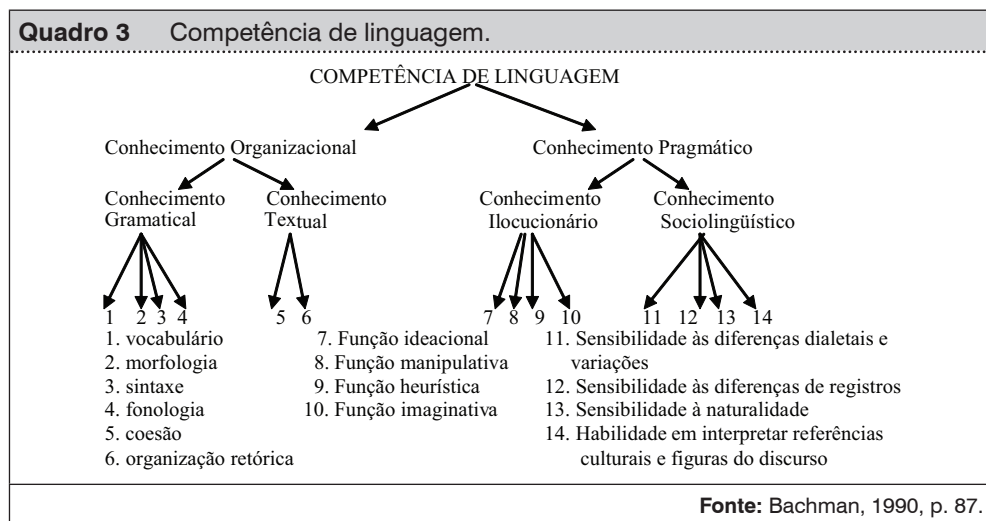 Quadro 3 Competência de linguagem.
COMPETÊNCIA DE LINGUAGEM
Conhecimento Organizacional
Conhecimento Pragmático
Conhecimento
Gramatical
Conhecimento
Textual
Conhecimento
Ilocucionário
Conhecimento
Sociolingüístico
1 2 3 4 5 6 7 8 9 10 11 12 13 14
1. vocabulário
2. morfologia
3. sintaxe
4. fonologia
5. coesão
6. organização retórica
7. Função ideacional
8. Função manipulativa
9. Função heurística
10. Função imaginativa
11. Sensibilidade às diferenças dialetais e
variações
12. Sensibilidade às diferenças de registros
13. Sensibilidade à naturalidade
14. Habilidade em interpretar referências
culturais e figuras do discurso
Fonte: Bachman, 1990, p. 87.